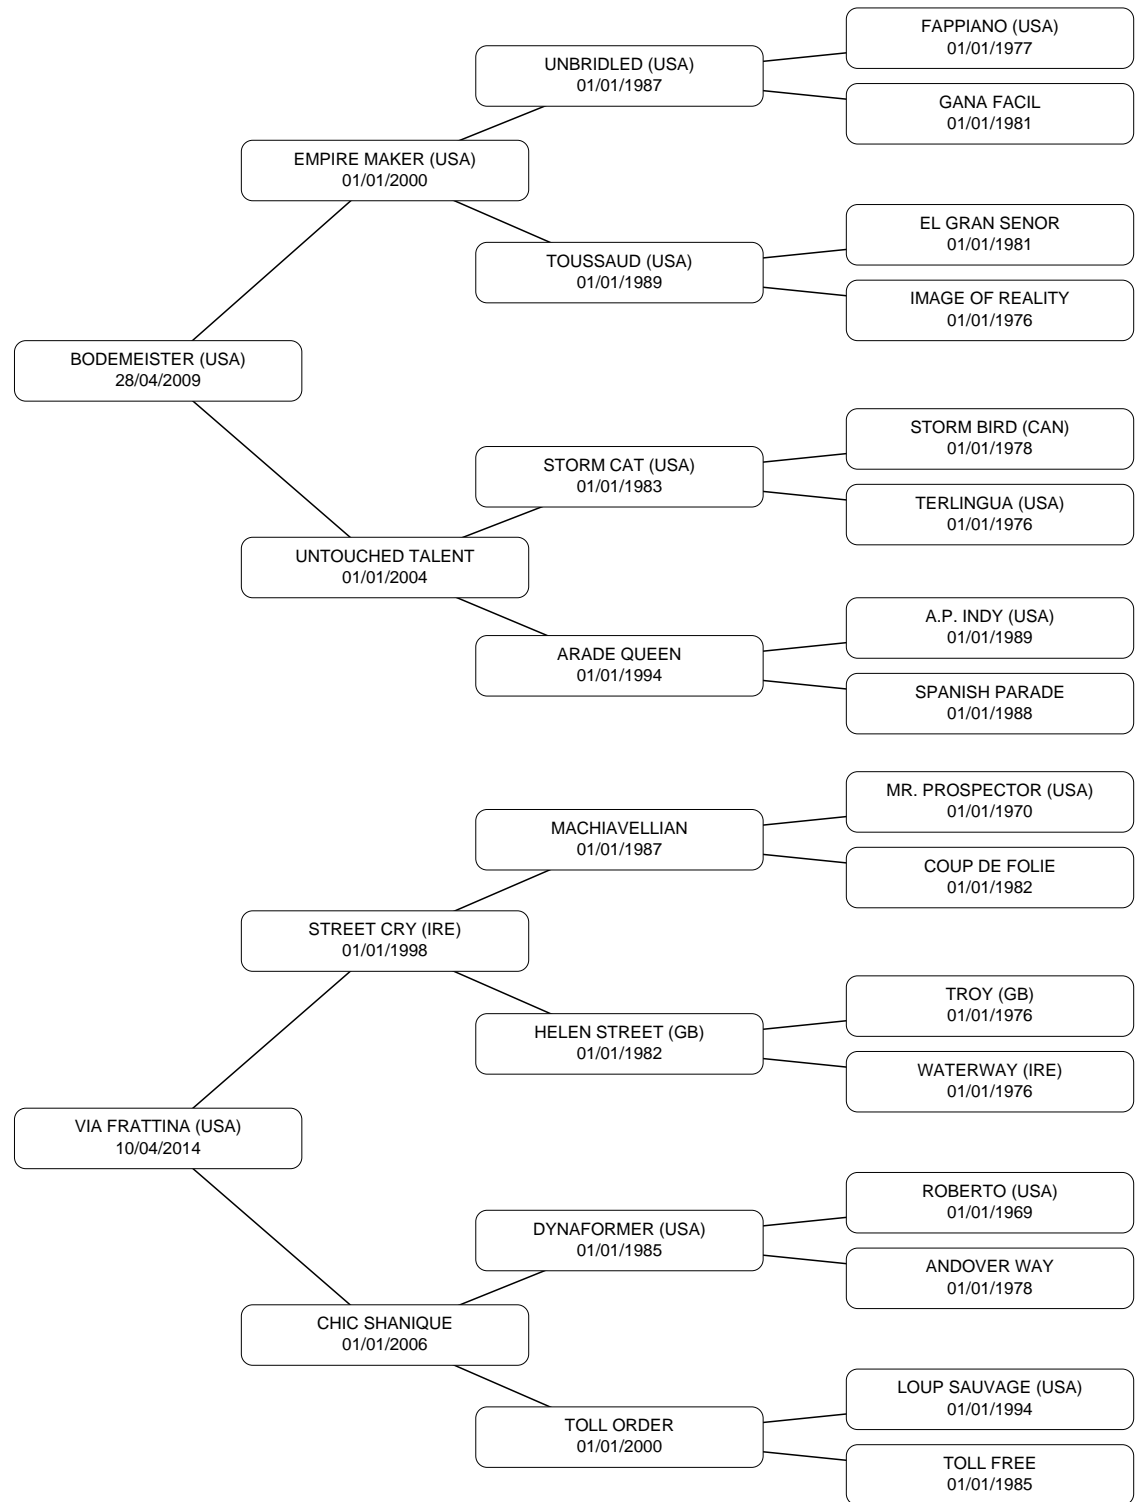 FAPPIANO (USA)
01/01/1977
UNBRIDLED (USA)
01/01/1987
GANA FACIL
01/01/1981
EMPIRE MAKER (USA)
01/01/2000
EL GRAN SENOR
01/01/1981
TOUSSAUD (USA)
01/01/1989
IMAGE OF REALITY
01/01/1976
BODEMEISTER (USA)
28/04/2009
STORM BIRD (CAN)
01/01/1978
STORM CAT (USA)
01/01/1983
TERLINGUA (USA)
01/01/1976
UNTOUCHED TALENT
01/01/2004
A.P. INDY (USA)
01/01/1989
ARADE QUEEN
01/01/1994
SPANISH PARADE
01/01/1988
MR. PROSPECTOR (USA)
01/01/1970
MACHIAVELLIAN
01/01/1987
COUP DE FOLIE
01/01/1982
STREET CRY (IRE)
01/01/1998
TROY (GB)
01/01/1976
HELEN STREET (GB)
01/01/1982
WATERWAY (IRE)
01/01/1976
VIA FRATTINA (USA)
10/04/2014
ROBERTO (USA)
01/01/1969
DYNAFORMER (USA)
01/01/1985
ANDOVER WAY
01/01/1978
CHIC SHANIQUE
01/01/2006
LOUP SAUVAGE (USA)
01/01/1994
TOLL ORDER
01/01/2000
TOLL FREE
01/01/1985